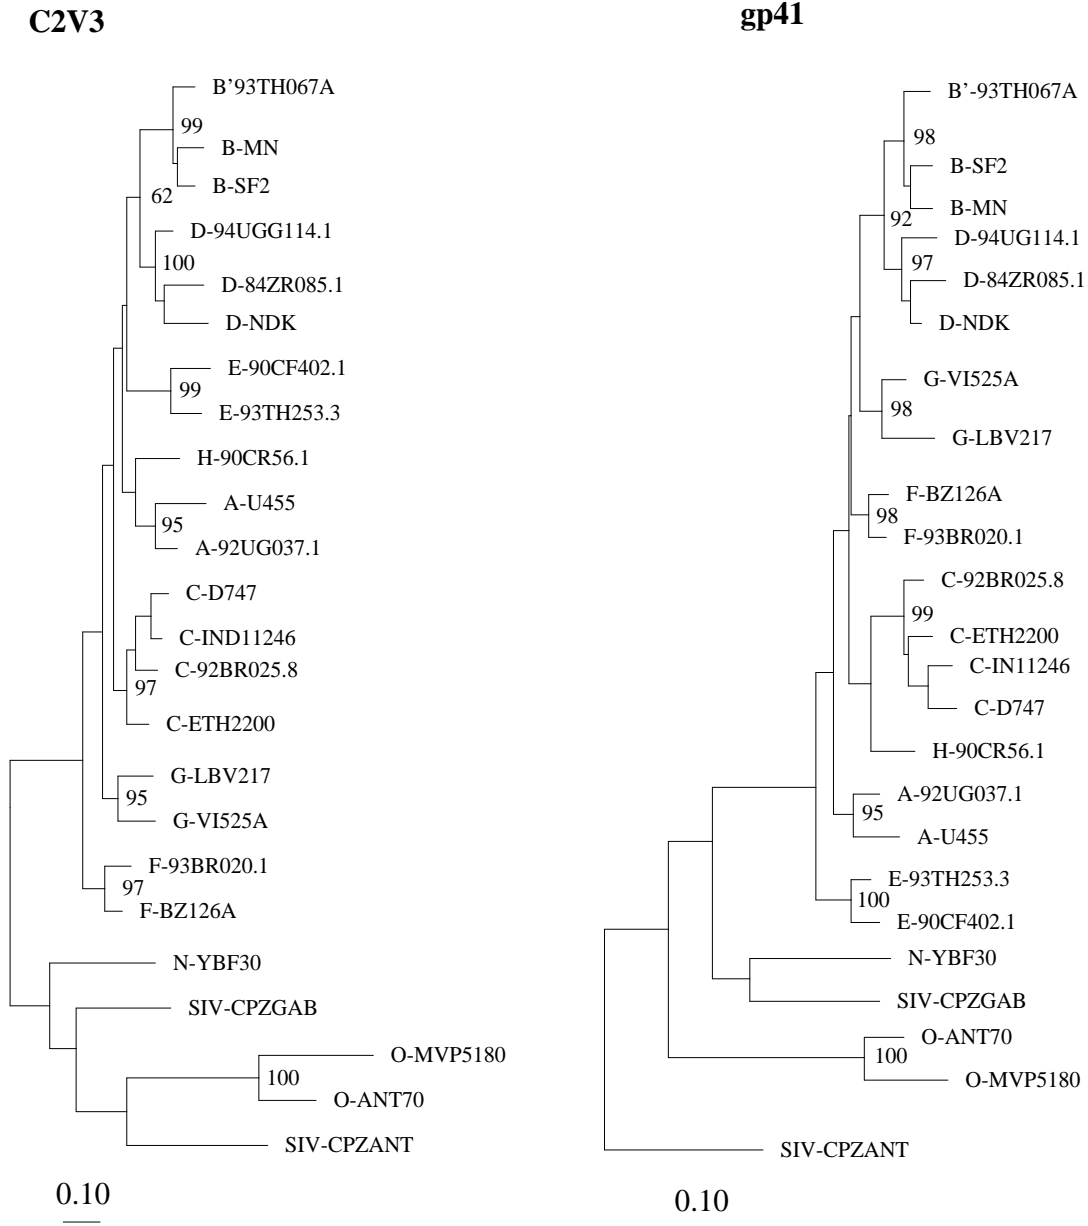 C2V3
B’93TH067A
99
B-MN
B-SF2
62
D-94UGG114.1
100
D-84ZR085.1
D-NDK
E-90CF402.1
99
E-93TH253.3
H-90CR56.1
A-U455
95
A-92UG037.1
C-D747
C-IND11246
C-92BR025.8
97
C-ETH2200
G-LBV217
95
G-VI525A
F-93BR020.1
97
F-BZ126A
N-YBF30
SIV-CPZGAB
O-MVP5180
100
O-ANT70
SIV-CPZANT
0.10
gp41
B’-93TH067A
98
B-SF2
B-MN
92
D-94UG114.1
97
D-84ZR085.1
D-NDK
G-VI525A
98
G-LBV217
F-BZ126A
98
F-93BR020.1
C-92BR025.8
99
C-ETH2200
C-IN11246
C-D747
H-90CR56.1
A-92UG037.1
95
A-U455
E-93TH253.3
100
E-90CF402.1
N-YBF30
SIV-CPZGAB
O-ANT70
100
O-MVP5180
SIV-CPZANT
0.10